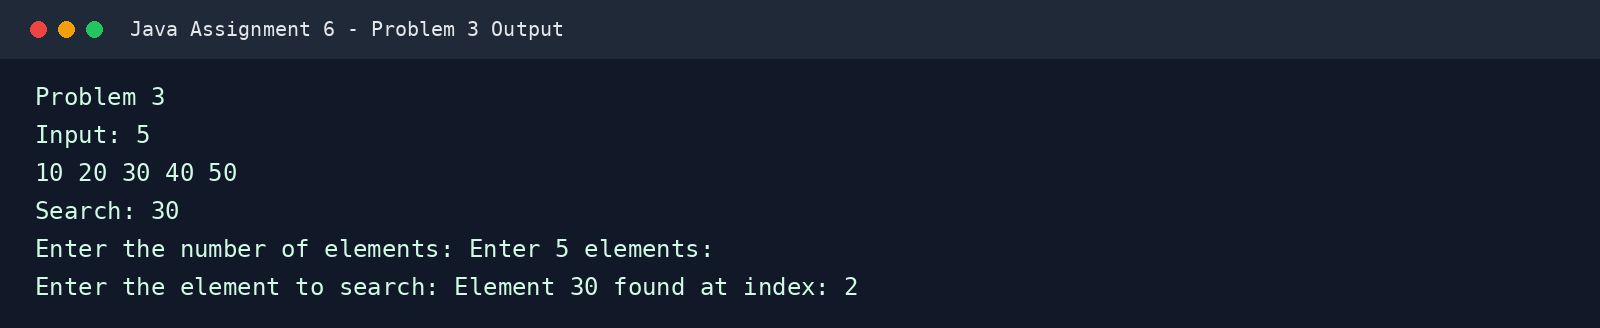 Java Assignment 6 - Problem 3 Output
Problem 3
Input: 5
10 20 30 40 50
Search: 30
Enter the number of elements: Enter 5 elements:
Enter the element to search: Element 30 found at index: 2